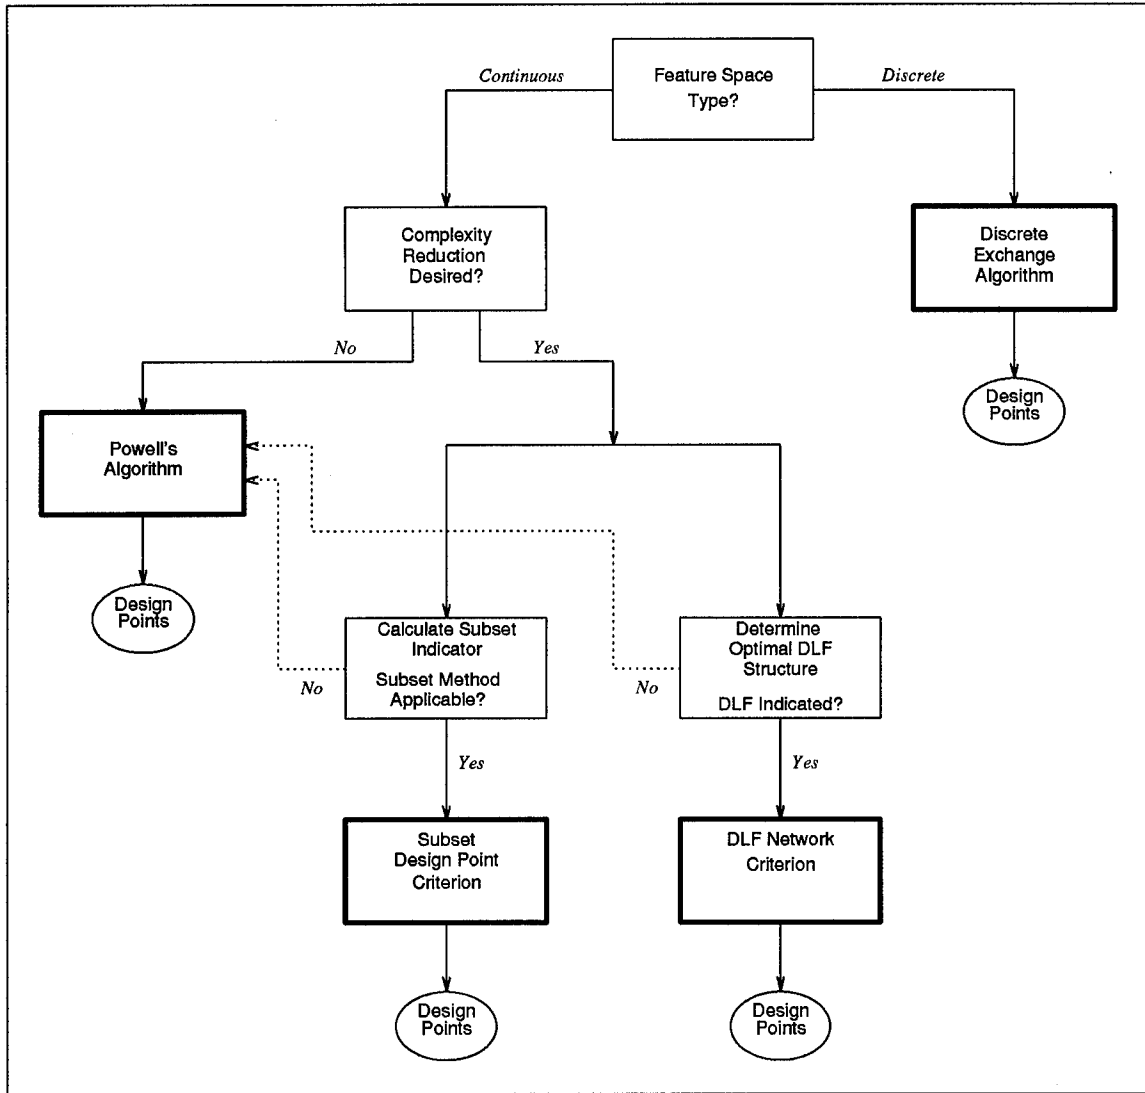 Continuous
Feature Space
Type?
Discrete
Complexity
Reduction
Desired?
Discrete
Exchange
Algorithm
No
Yes
Design
Points
Powell's
Algorithm
Design
Points
Calculate Subset
Indicator
Subset Method
Applicable?
No
Determine
Optimal DLF
Structure
DLF Indicated?
No
Yes
Yes
Subset
Design Point
Criterion
DLF Network
Criterion
Design
Points
Design
Points